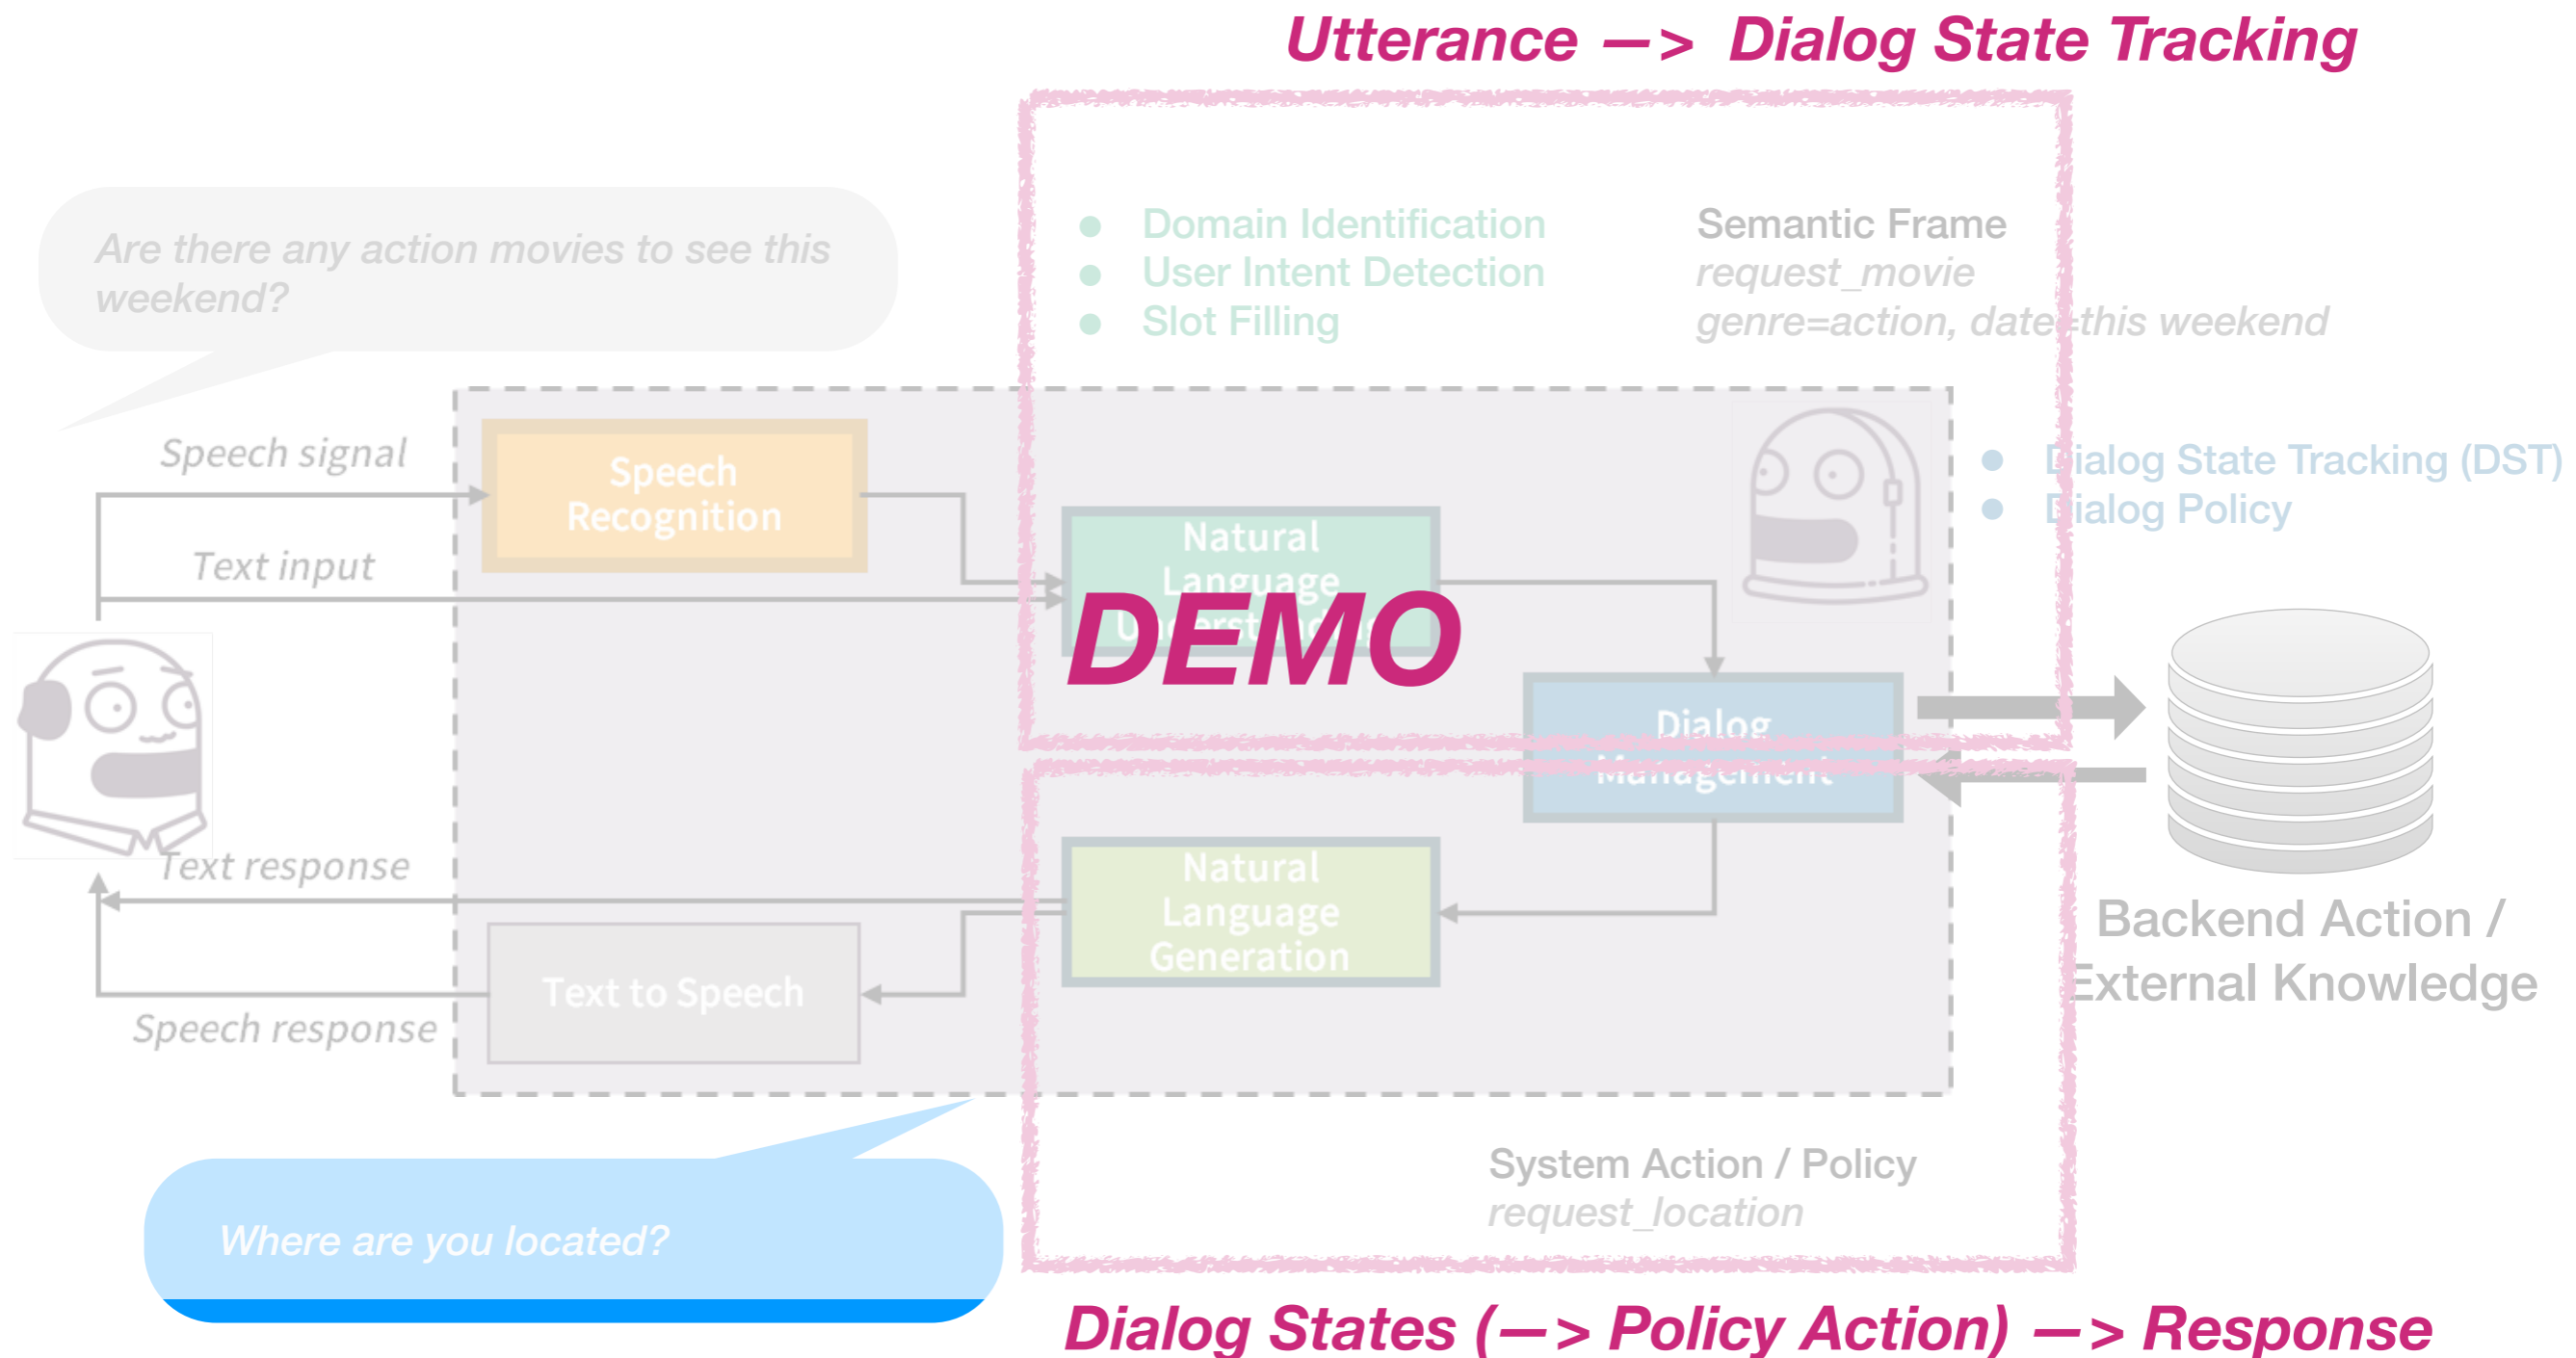 Utterance —> Dialog State Tracking
Are there any action movies to see this
weekend?
● Domain Identification
● User Intent Detection
● Slot Filling
Semantic Frame
request_movie
genre=action, date=this weekend
Speech signal
Speech
Recognition
● Dialog State Tracking (DST)
● Dialog Policy
Text input
Natural
Language
Understanding
DEMO
Dialog
Management
Text response
Natural
Language
Generation
Backend Action /
External Knowledge
Text to Speech
Speech response
System Action / Policy
request_location
Where are you located?
Dialog States (—> Policy Action) —> Response